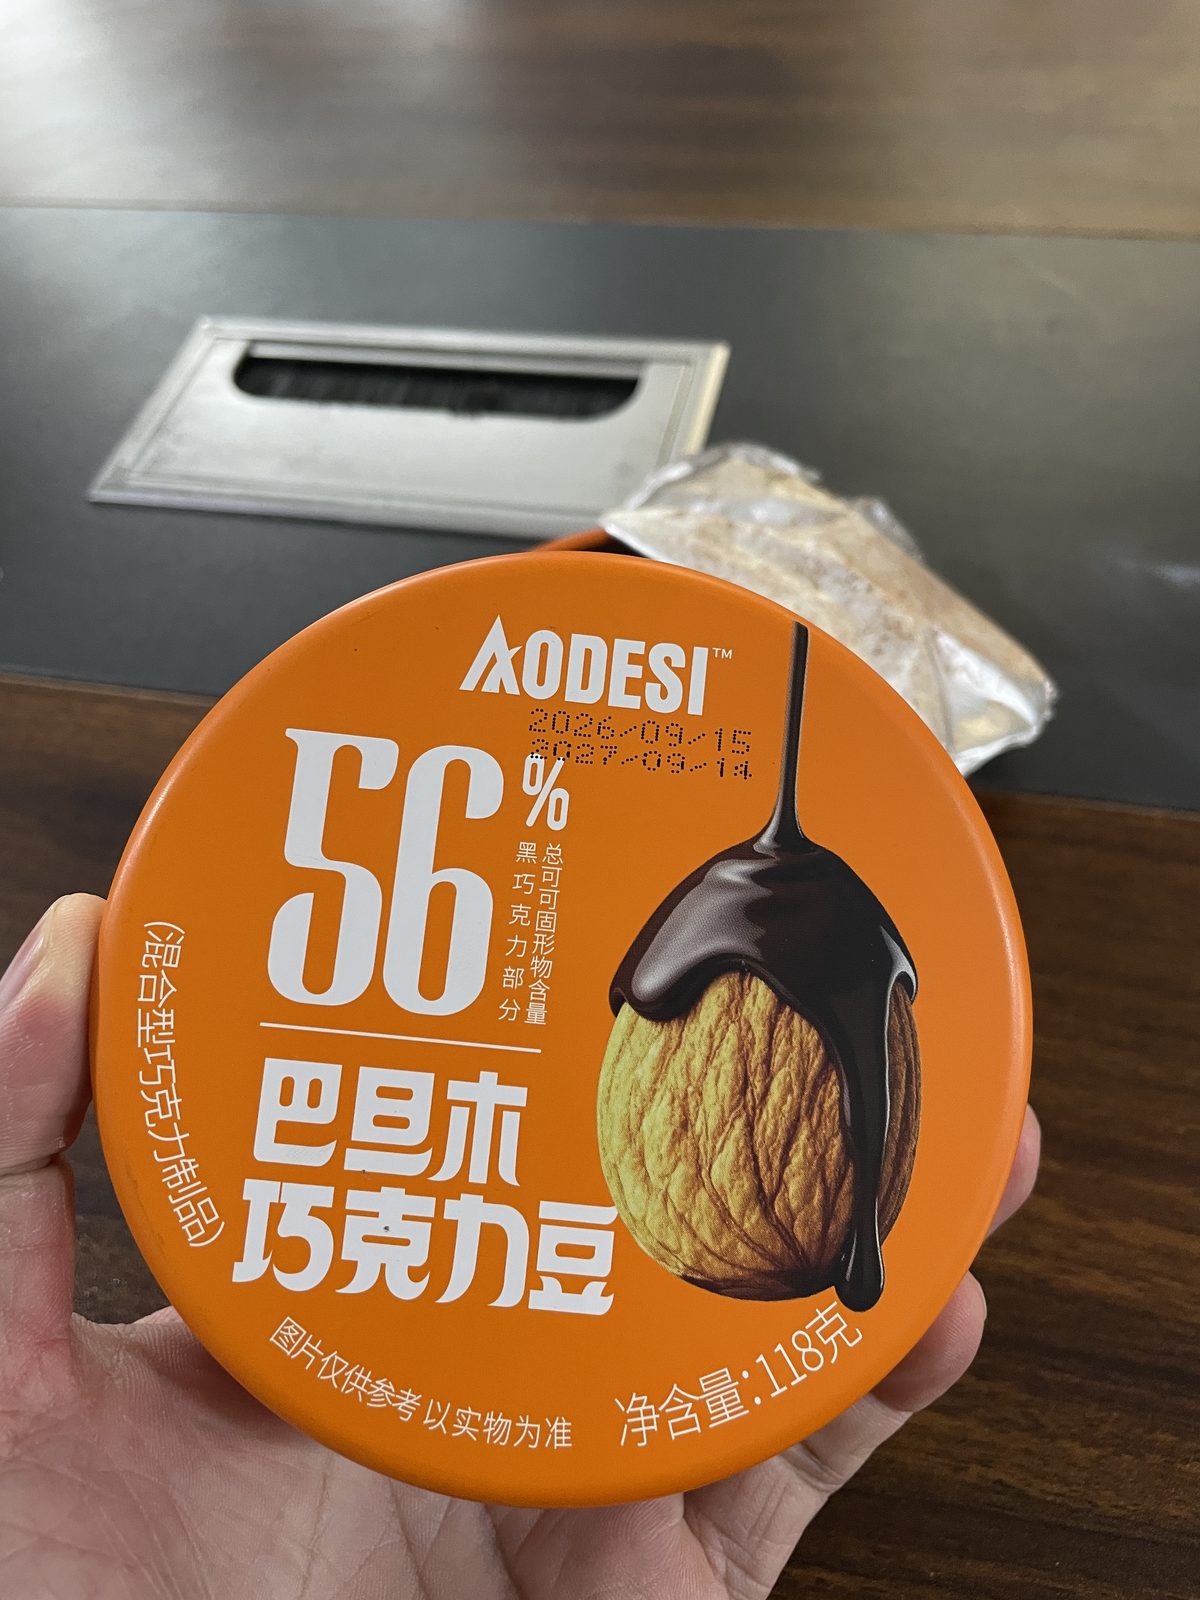 AODESI™
2026/09/15
2027/09/14
56%
总可可固形物含量
黑巧克力部分
巴旦木
巧克力豆
(混合型巧克力制品)
图片仅供参考 以实物为准
净含量:118克